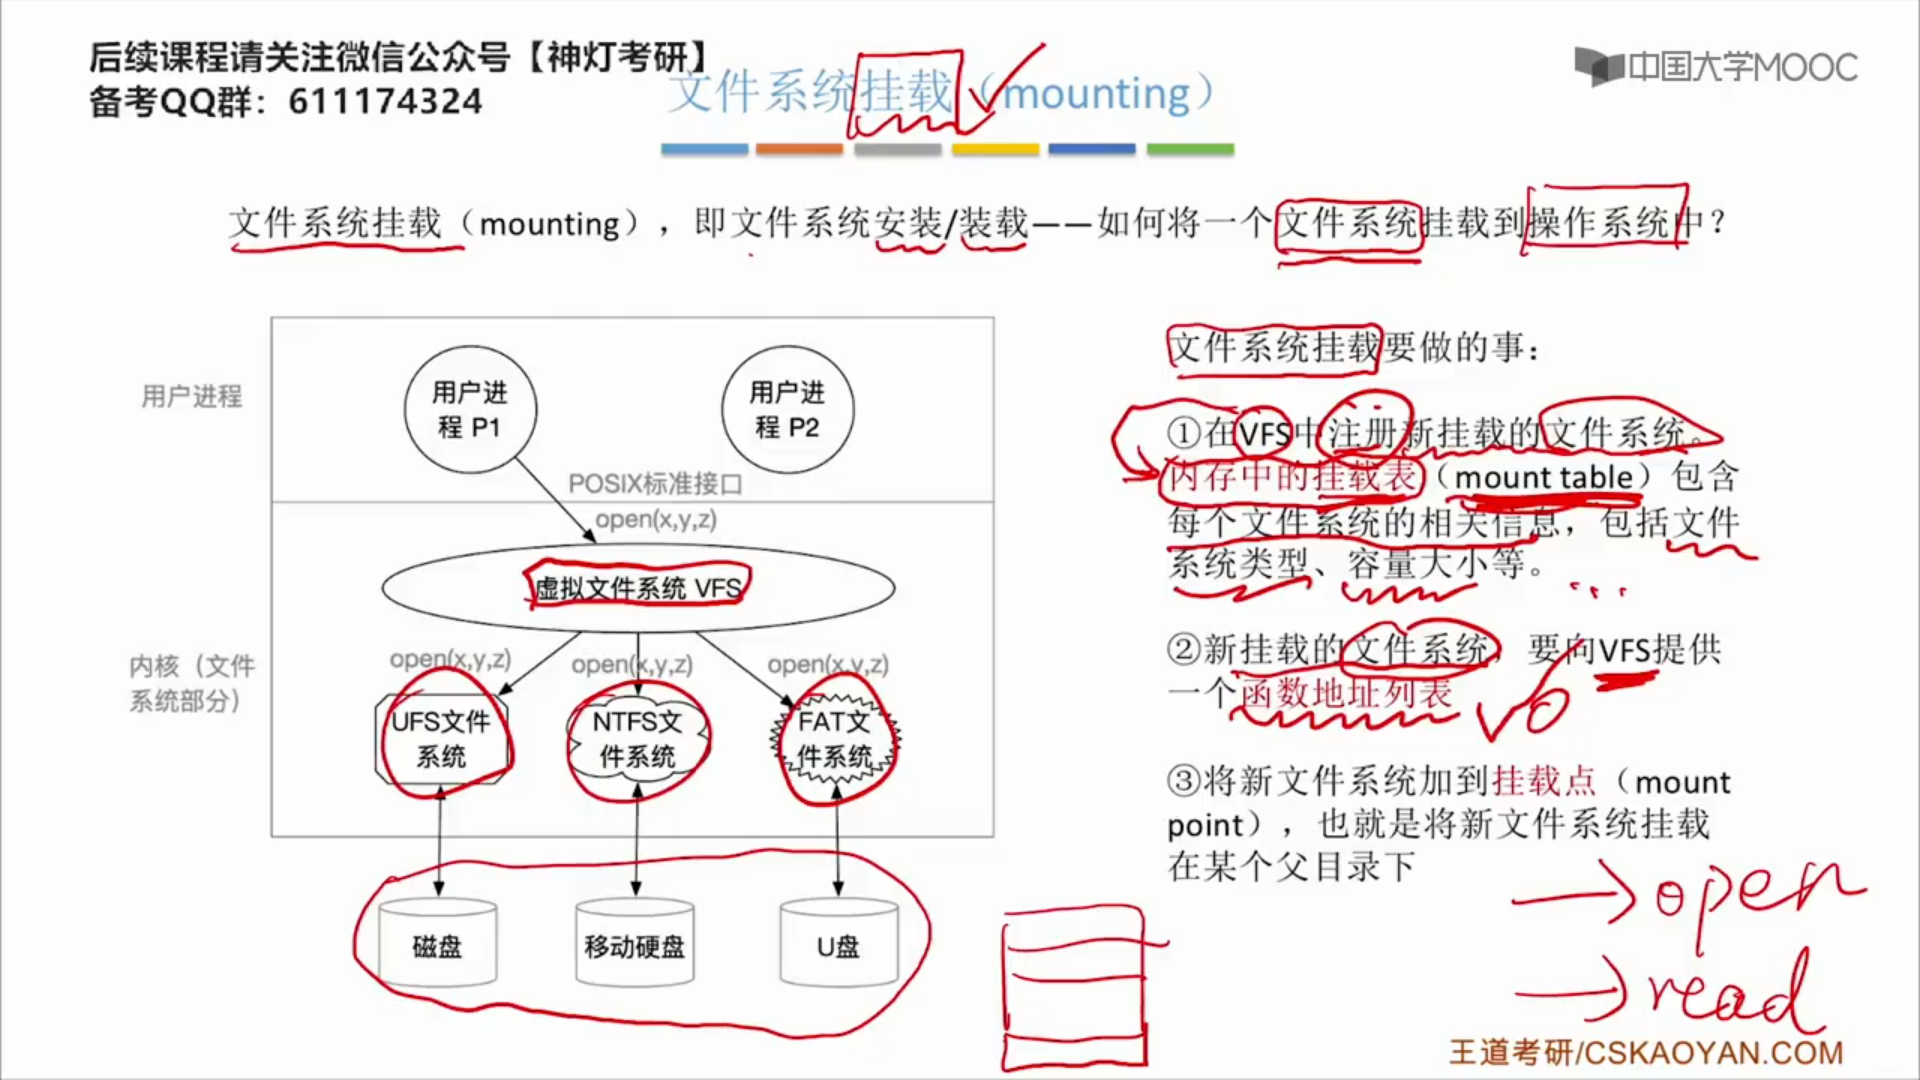 后续课程请关注微信公众号【神灯考研】
备考QQ群：611174324
中国大学MOOC
文件系统挂载（mounting）
文件系统挂载（mounting），即文件系统安装/装载——如何将一个文件系统挂载到操作系统中？
用户进程
用户进
程 P1
用户进
程 P2
POSIX标准接口
open(x,y,z)
虚拟文件系统 VFS
内核（文件
系统部分）
open(x,y,z)
open(x,y,z)
open(x,y,z)
UFS文件
系统
NTFS文
件系统
FAT文
件系统
磁盘
移动硬盘
U盘
文件系统挂载要做的事：
①在VFS中注册新挂载的文件系统。
内存中的挂载表（mount table）包含
每个文件系统的相关信息，包括文件
系统类型、容量大小等。
②新挂载的文件系统，要向VFS提供
一个函数地址列表
③将新文件系统加到挂载点（mount
point），也就是将新文件系统挂载
在某个父目录下
open
read
王道考研/CSKAOYAN.COM